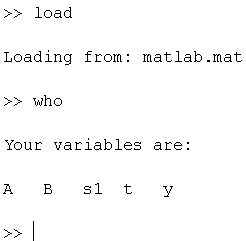 >> load
Loading from: matlab.mat
>> who
Your variables are:
A B s1 t y
>>